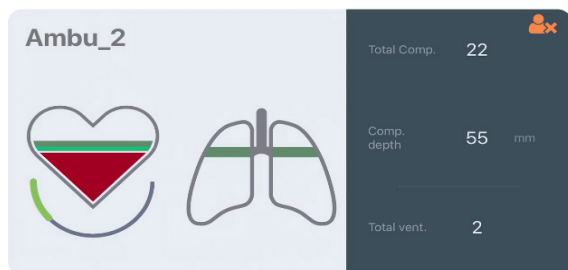 Ambu_2
Total Comp. 22
Comp. depth 55 mm
Total vent. 2